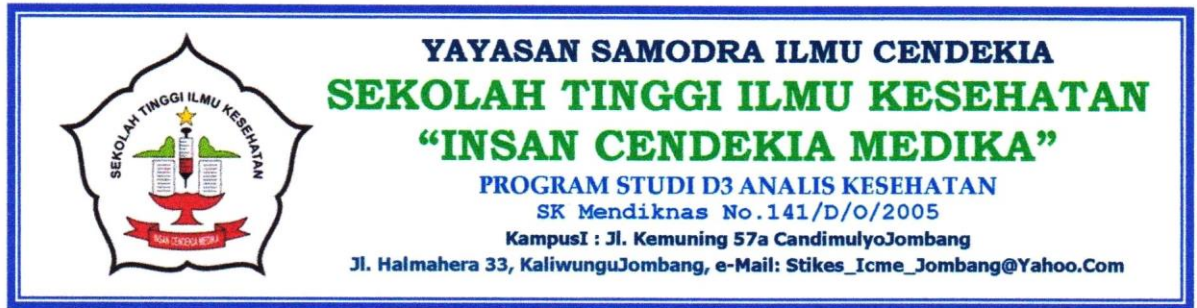 YAYASAN SAMODRA ILMU CENDEKIA
SEKOLAH TINGGI ILMU KESEHATAN
“INSAN CENDEKIA MEDIKA”
PROGRAM STUDI D3 ANALIS KESEHATAN
SK Mendiknas No.141/D/O/2005
KampusI : Jl. Kemuning 57a CandimulyoJombang
Jl. Halmahera 33, KaliwunguJombang, e-Mail: Stikes_Icme_Jombang@Yahoo.Com
SEKOLAH TINGGI ILMU KESEHATAN
INSAN CENDEKIA MEDIKA